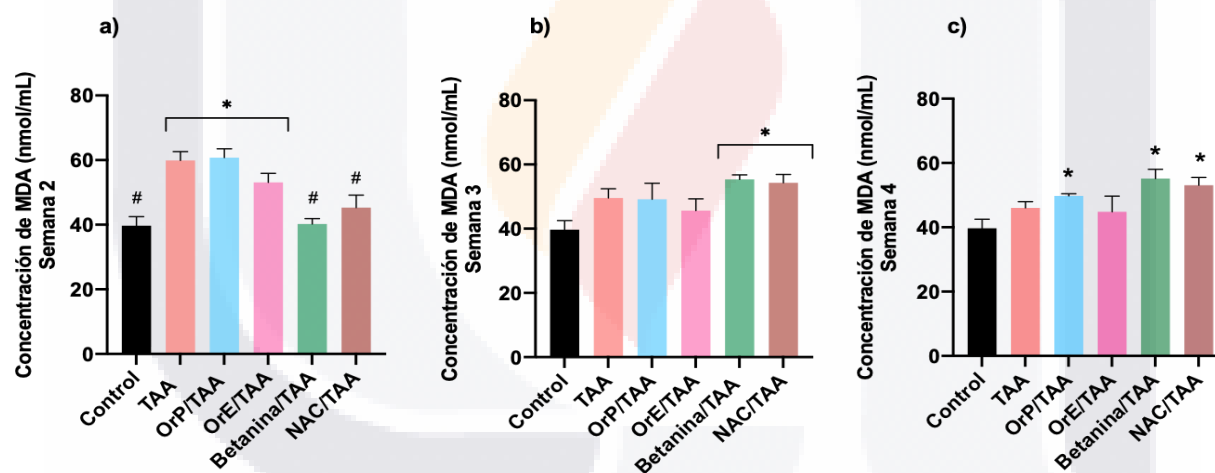 a)
Concentración de MDA (nmol/mL)
Semana 2
80
60
40
20
0
*
#
#
#
Control
TAA
OrP/TAA
OrE/TAA
Betanina/TAA
NAC/TAA
b)
Concentración de MDA (nmol/mL)
Semana 3
80
60
40
20
0
*
Control
TAA
OrP/TAA
OrE/TAA
Betanina/TAA
NAC/TAA
c)
Concentración de MDA (nmol/mL)
Semana 4
80
60
40
20
0
*
*
*
Control
TAA
OrP/TAA
OrE/TAA
Betanina/TAA
NAC/TAA